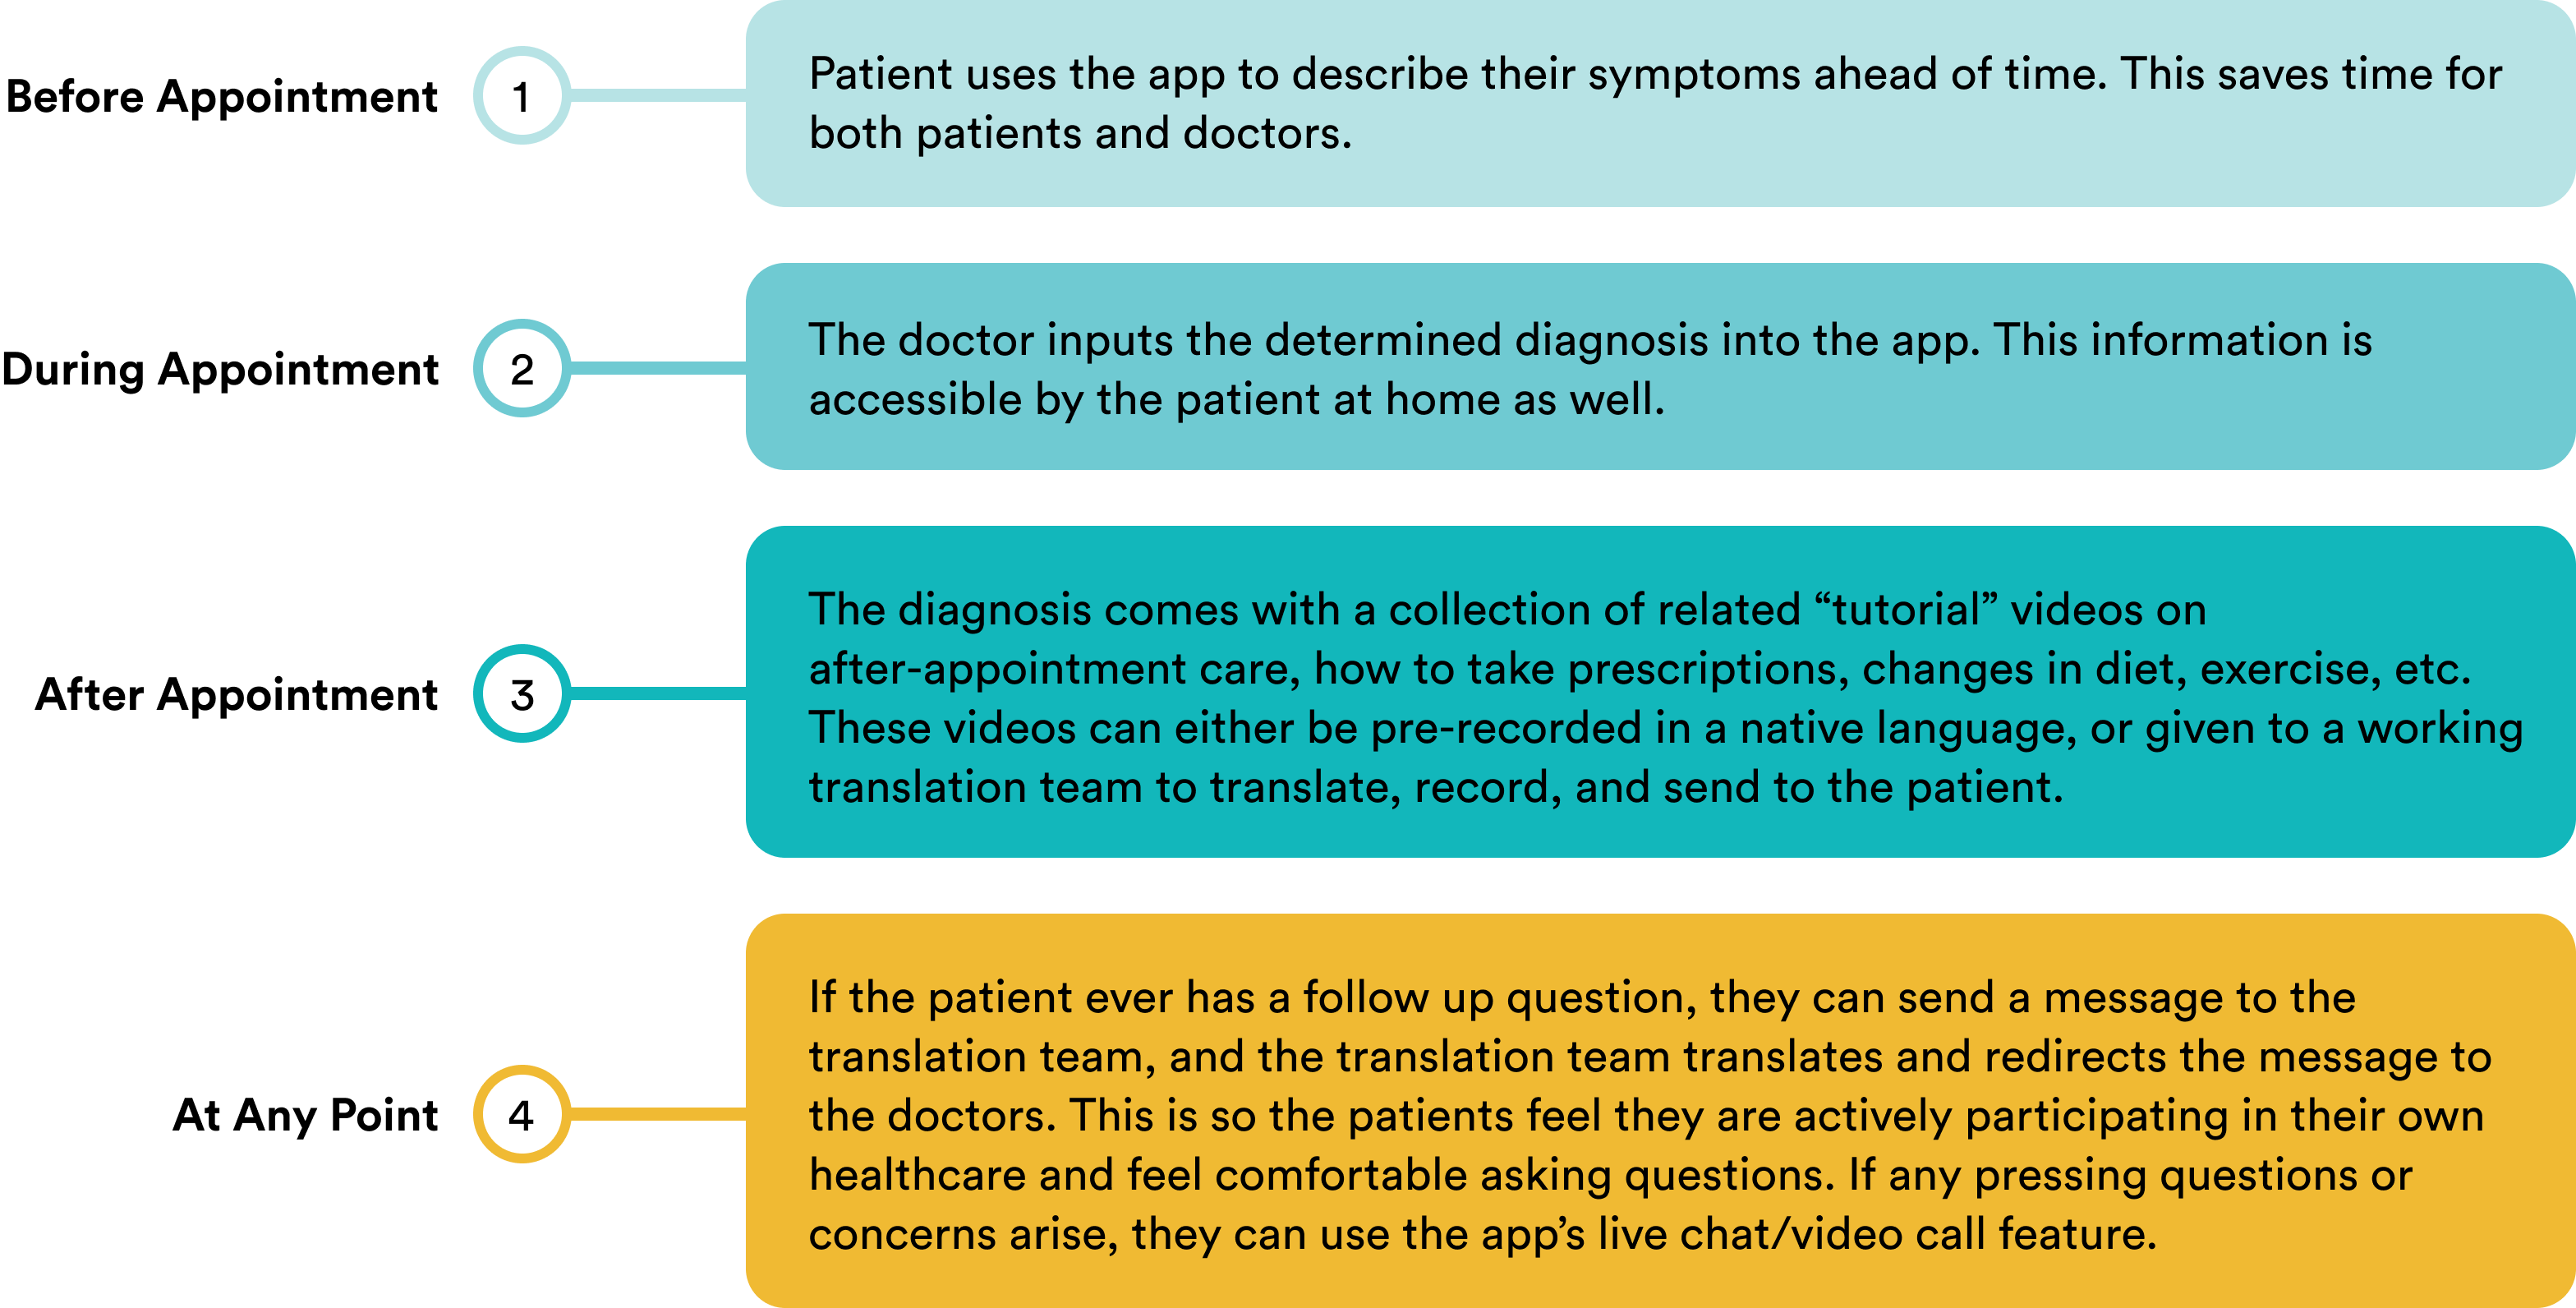 Before Appointment
1
Patient uses the app to describe their symptoms ahead of time. This saves time for
both patients and doctors.
During Appointment
2
The doctor inputs the determined diagnosis into the app. This information is
accessible by the patient at home as well.
After Appointment
3
The diagnosis comes with a collection of related “tutorial” videos on
after-appointment care, how to take prescriptions, changes in diet, exercise, etc.
These videos can either be pre-recorded in a native language, or given to a working
translation team to translate, record, and send to the patient.
At Any Point
4
If the patient ever has a follow up question, they can send a message to the
translation team, and the translation team translates and redirects the message to
the doctors. This is so the patients feel they are actively participating in their own
healthcare and feel comfortable asking questions. If any pressing questions or
concerns arise, they can use the app’s live chat/video call feature.